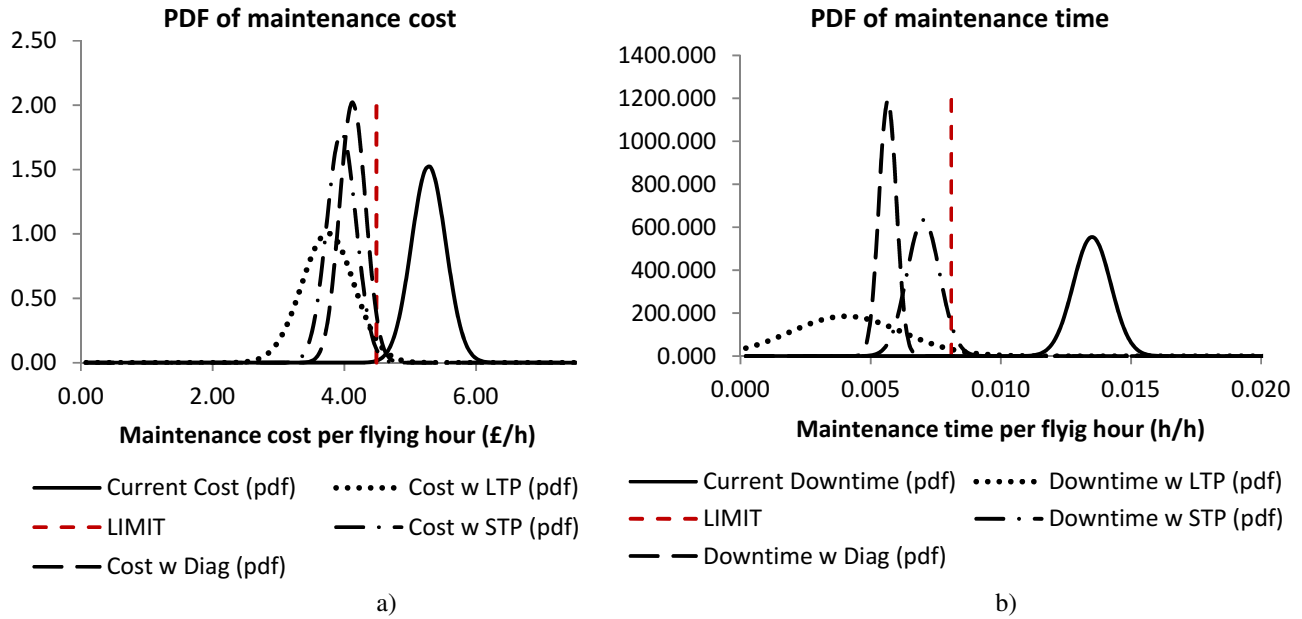 PDF of maintenance cost
2.50
2.00
1.50
1.00
0.50
0.00
0.00 2.00 4.00 6.00
Maintenance cost per flying hour (£/h)
Current Cost (pdf)
Cost w LTP (pdf)
LIMIT
Cost w STP (pdf)
Cost w Diag (pdf)
a)
PDF of maintenance time
1400.000
1200.000
1000.000
800.000
600.000
400.000
200.000
0.000
0.000 0.005 0.010 0.015 0.020
Maintenance time per flyig hour (h/h)
Current Downtime (pdf)
Downtime w LTP (pdf)
LIMIT
Downtime w STP (pdf)
Downtime w Diag (pdf)
b)